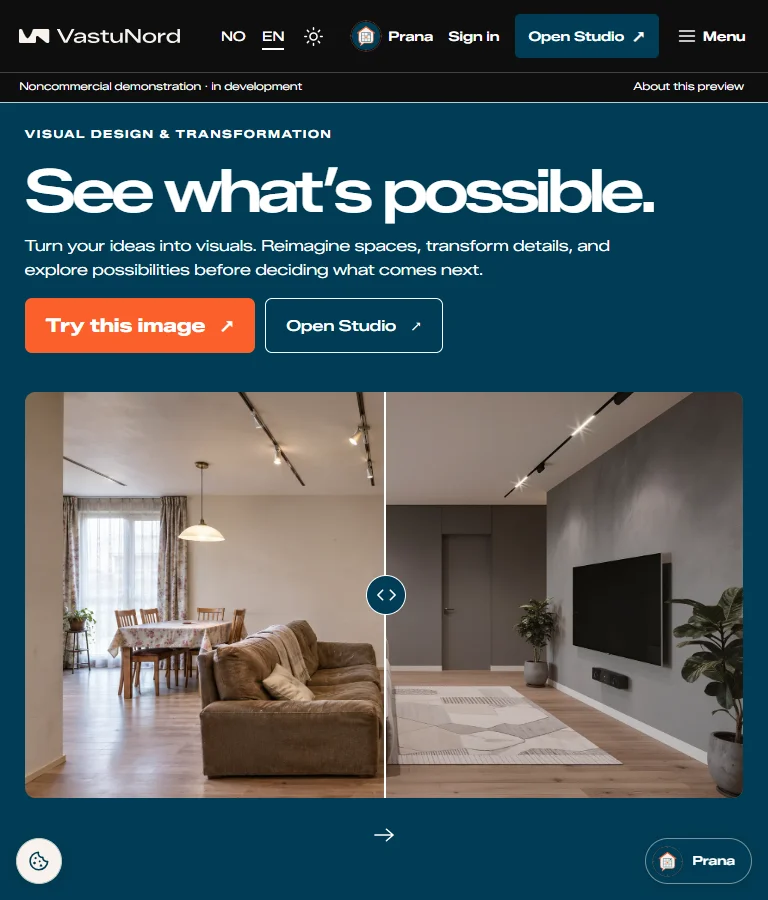 VastuNord
NO EN Prana Sign in Open Studio ↗ Menu
Noncommercial demonstration · in development
About this preview
VISUAL DESIGN & TRANSFORMATION
See what’s possible.
Turn your ideas into visuals. Reimagine spaces, transform details, and
explore possibilities before deciding what comes next.
Try this image ↗
Open Studio ↗
Prana